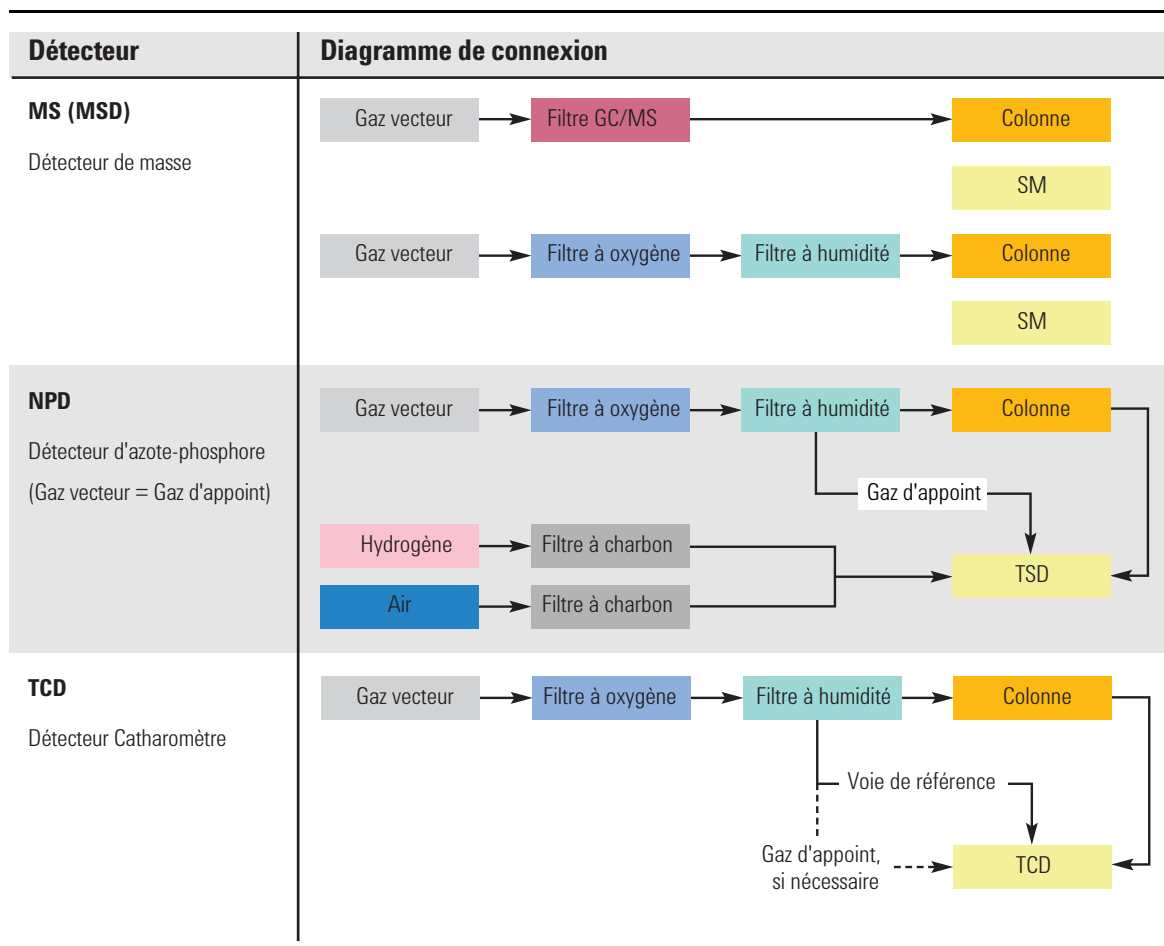 Détecteur
Diagramme de connexion
MS (MSD)
Détecteur de masse
Gaz vecteur
Filtre GC/MS
Colonne
SM
Gaz vecteur
Filtre à oxygène
Filtre à humidité
Colonne
SM
NPD
Détecteur d'azote-phosphore
(Gaz vecteur = Gaz d'appoint)
Gaz vecteur
Filtre à oxygène
Filtre à humidité
Colonne
Gaz d'appoint
Hydrogène
Filtre à charbon
TSD
Air
Filtre à charbon
TCD
Détecteur Catharomètre
Gaz vecteur
Filtre à oxygène
Filtre à humidité
Colonne
Voie de référence
Gaz d'appoint,
si nécessaire
TCD